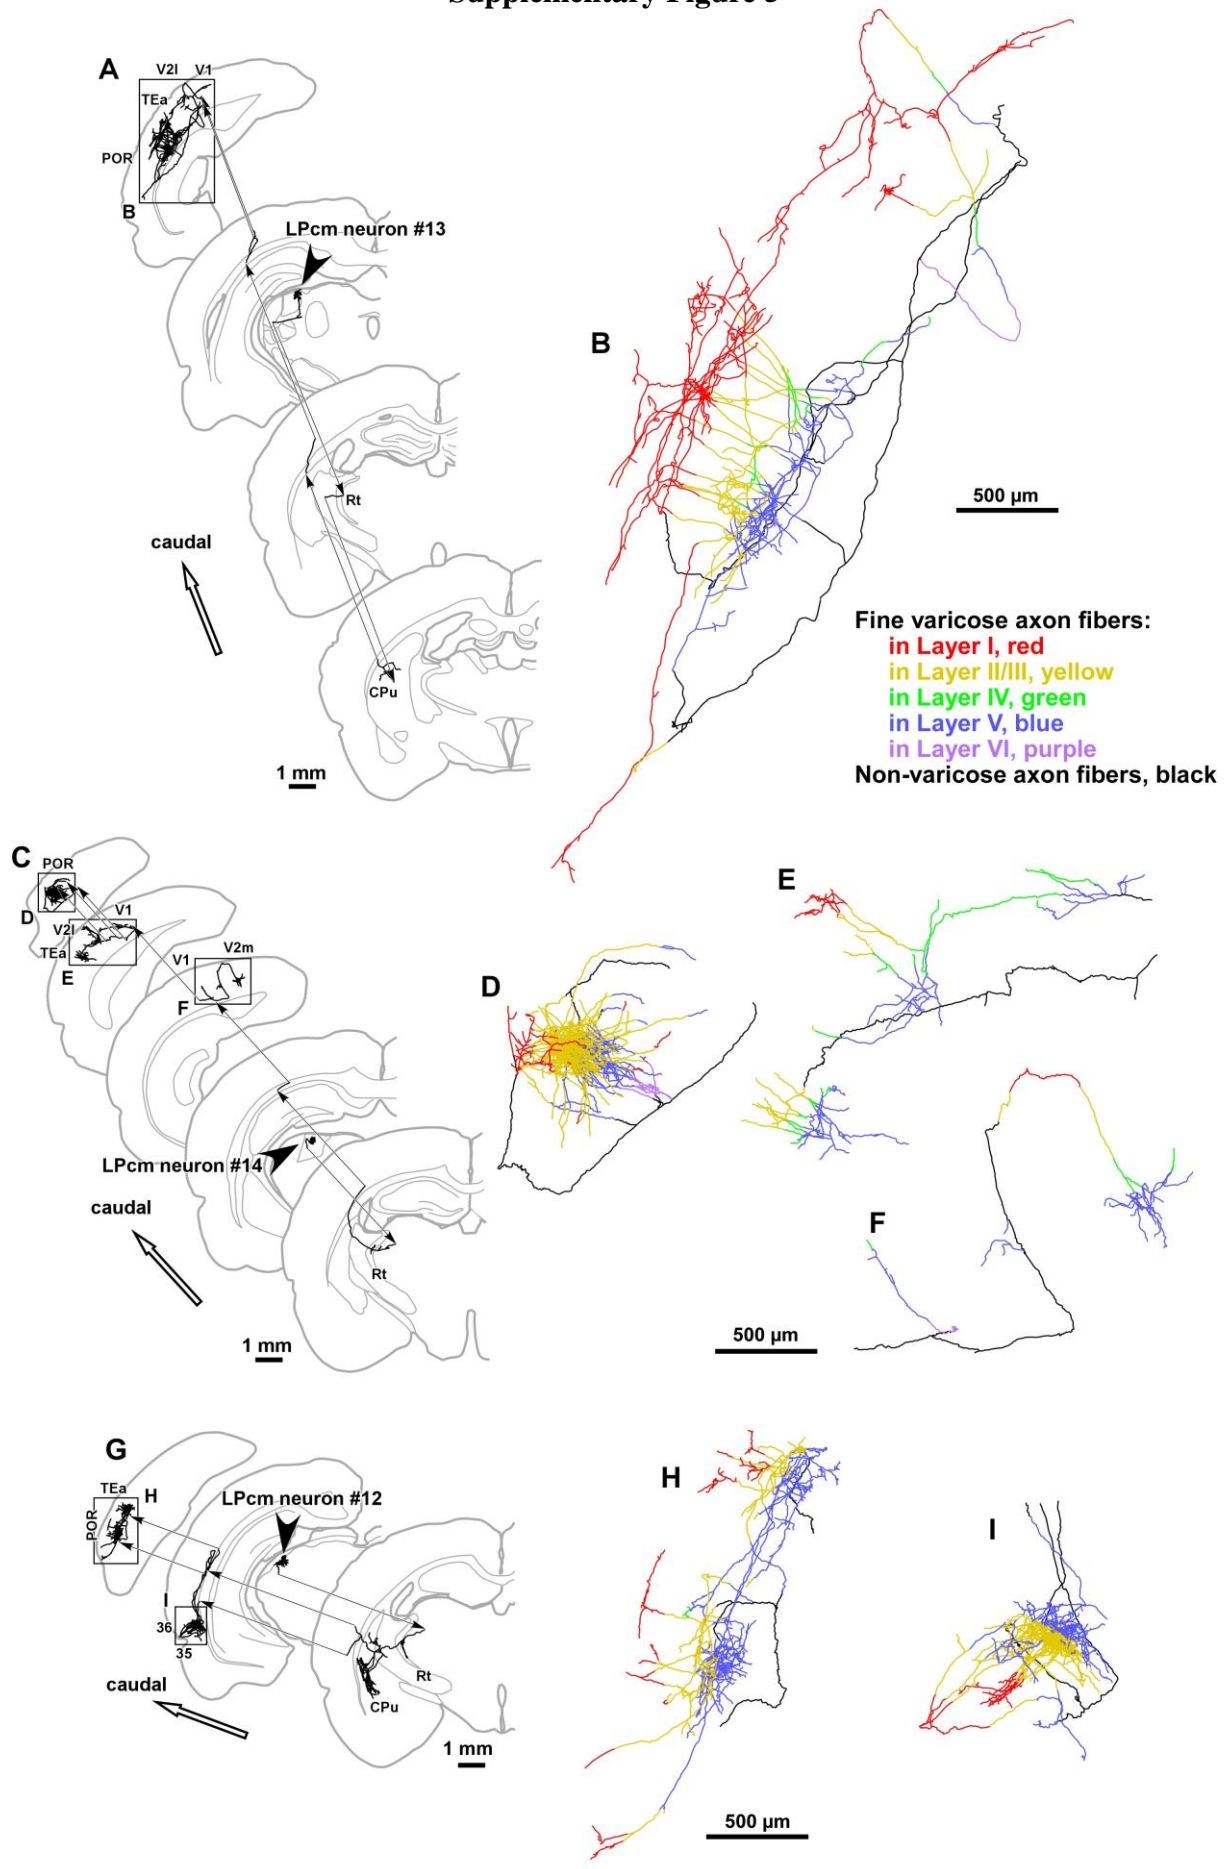 Supplementary Figure 3
A
V2l V1
TEa
POR
B
LPcm neuron #13
Rt
caudal
CPu
1 mm
B
500 µm
Fine varicose axon fibers:
in Layer I, red
in Layer II/III, yellow
in Layer IV, green
in Layer V, blue
in Layer VI, purple
Non-varicose axon fibers, black
C
POR
D
V1
V2l
TEa
E
V2m
V1
F
LPcm neuron #14
caudal
Rt
1 mm
D
E
F
500 µm
G
TEa
H
POR
LPcm neuron #12
I
36
35
caudal
Rt
CPu
1 mm
H
I
500 µm